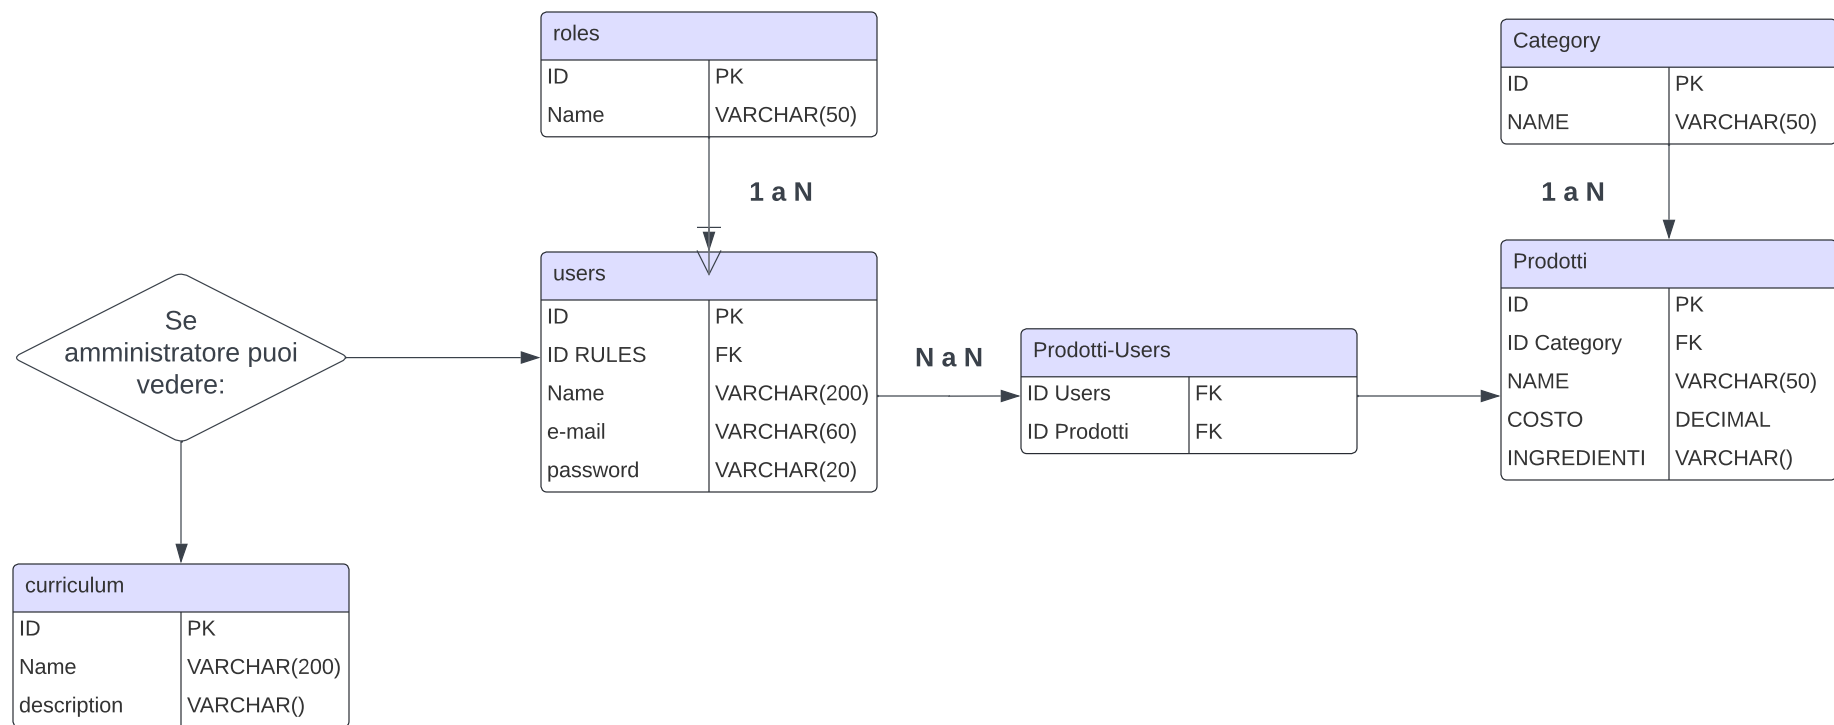 roles
ID PK
Name VARCHAR(50)
Category
ID PK
NAME VARCHAR(50)
1 a N
1 a N
users
ID PK
ID RULES FK
Name VARCHAR(200)
e-mail VARCHAR(60)
password VARCHAR(20)
Prodotti
ID PK
ID Category FK
NAME VARCHAR(50)
COSTO DECIMAL
INGREDIENTI VARCHAR()
Se
amministratore puoi
vedere:
N a N
Prodotti-Users
ID Users FK
ID Prodotti FK
curriculum
ID PK
Name VARCHAR(200)
description VARCHAR()